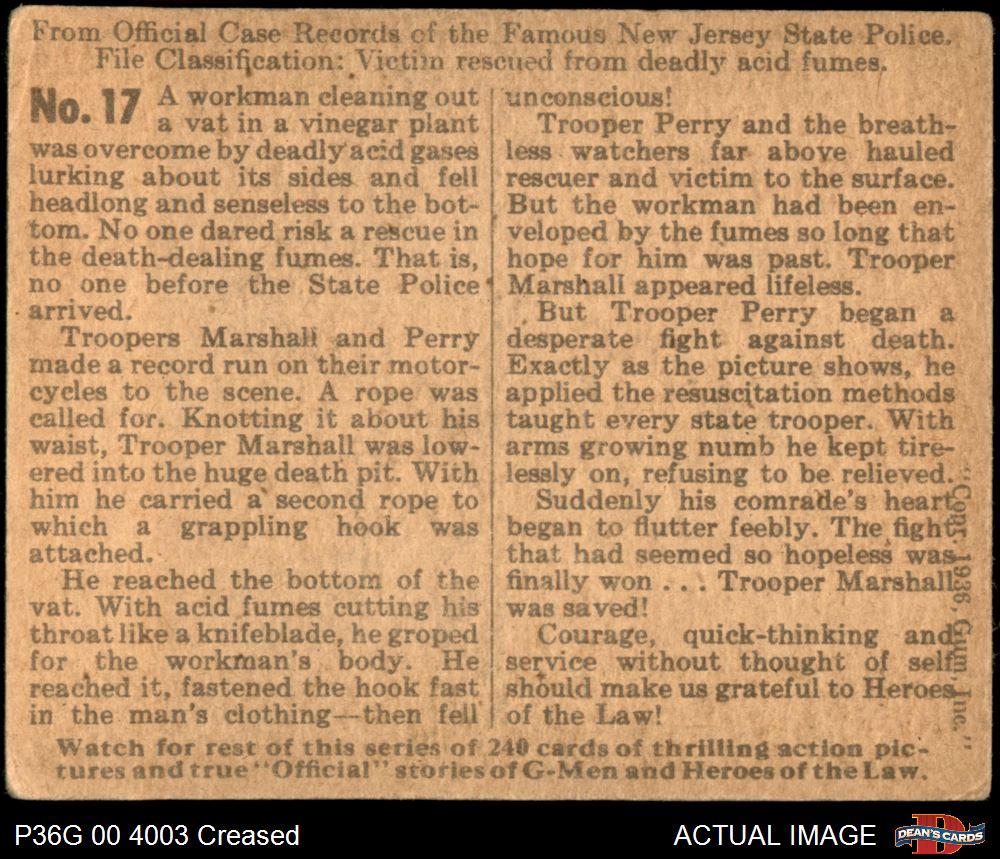 From Official Case Records of the Famous New Jersey State Police.
File Classification: Victim rescued from deadly acid fumes.
No. 17 A workman cleaning out
a vat in a vinegar plant
was overcome by deadly acid gases
lurking about its sides and fell
headlong and senseless to the bot-
tom. No one dared risk a rescue in
the death-dealing fumes. That is,
no one before the State Police
arrived.
Troopers Marshall and Perry
made a record run on their motor-
cycles to the scene. A rope was
called for. Knotting it about his
waist, Trooper Marshall was low-
ered into the huge death pit. With
him he carried a second rope to
which a grappling hook was
attached.
He reached the bottom of the
vat. With acid fumes cutting his
throat like a knifeblade, he groped
for the workman's body. He
reached it, fastened the hook fast
in the man's clothing—then fell
unconscious!
Trooper Perry and the breath-
less watchers far above hauled
rescuer and victim to the surface.
But the workman had been en-
veloped by the fumes so long that
hope for him was past. Trooper
Marshall appeared lifeless.
But Trooper Perry began a
desperate fight against death.
Exactly as the picture shows, he
applied the resuscitation methods
taught every state trooper. With
arms growing numb he kept tire-
lessly on, refusing to be relieved.
Suddenly his comrade's heart
began to flutter feebly. The fight
that had seemed so hopeless was
finally won . . . Trooper Marshall
was saved!
Courage, quick-thinking and
service without thought of self
should make us grateful to Heroes
of the Law!
"Copr. 1936, Gum, Inc."
Watch for rest of this series of 240 cards of thrilling action pic-
tures and true "Official" stories of G-Men and Heroes of the Law.
P36G 00 4003 Creased
ACTUAL IMAGE
D
DEAN'S CARDS